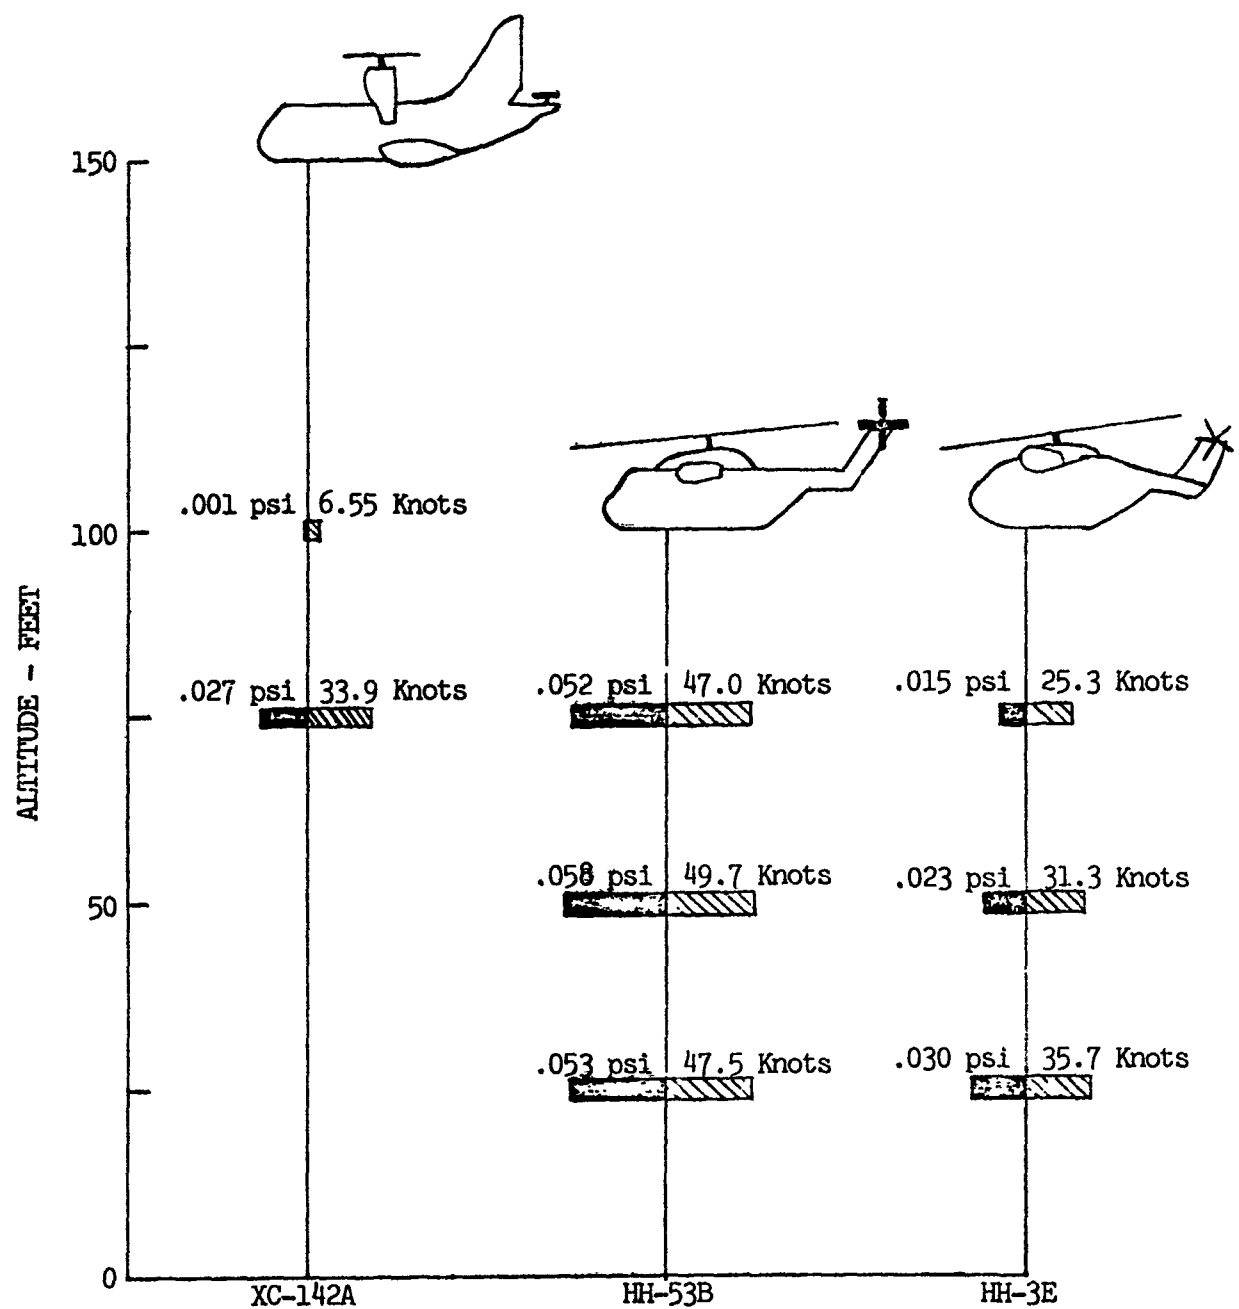 150
.001 psi 6.55 Knots
100
ALTITUDE - FEET
.027 psi 33.9 Knots
.052 psi 47.0 Knots
.015 psi 25.3 Knots
.058 psi 49.7 Knots
.023 psi 31.3 Knots
50
.053 psi 47.5 Knots
.030 psi 35.7 Knots
0
XC-142A
HH-53B
HH-3E